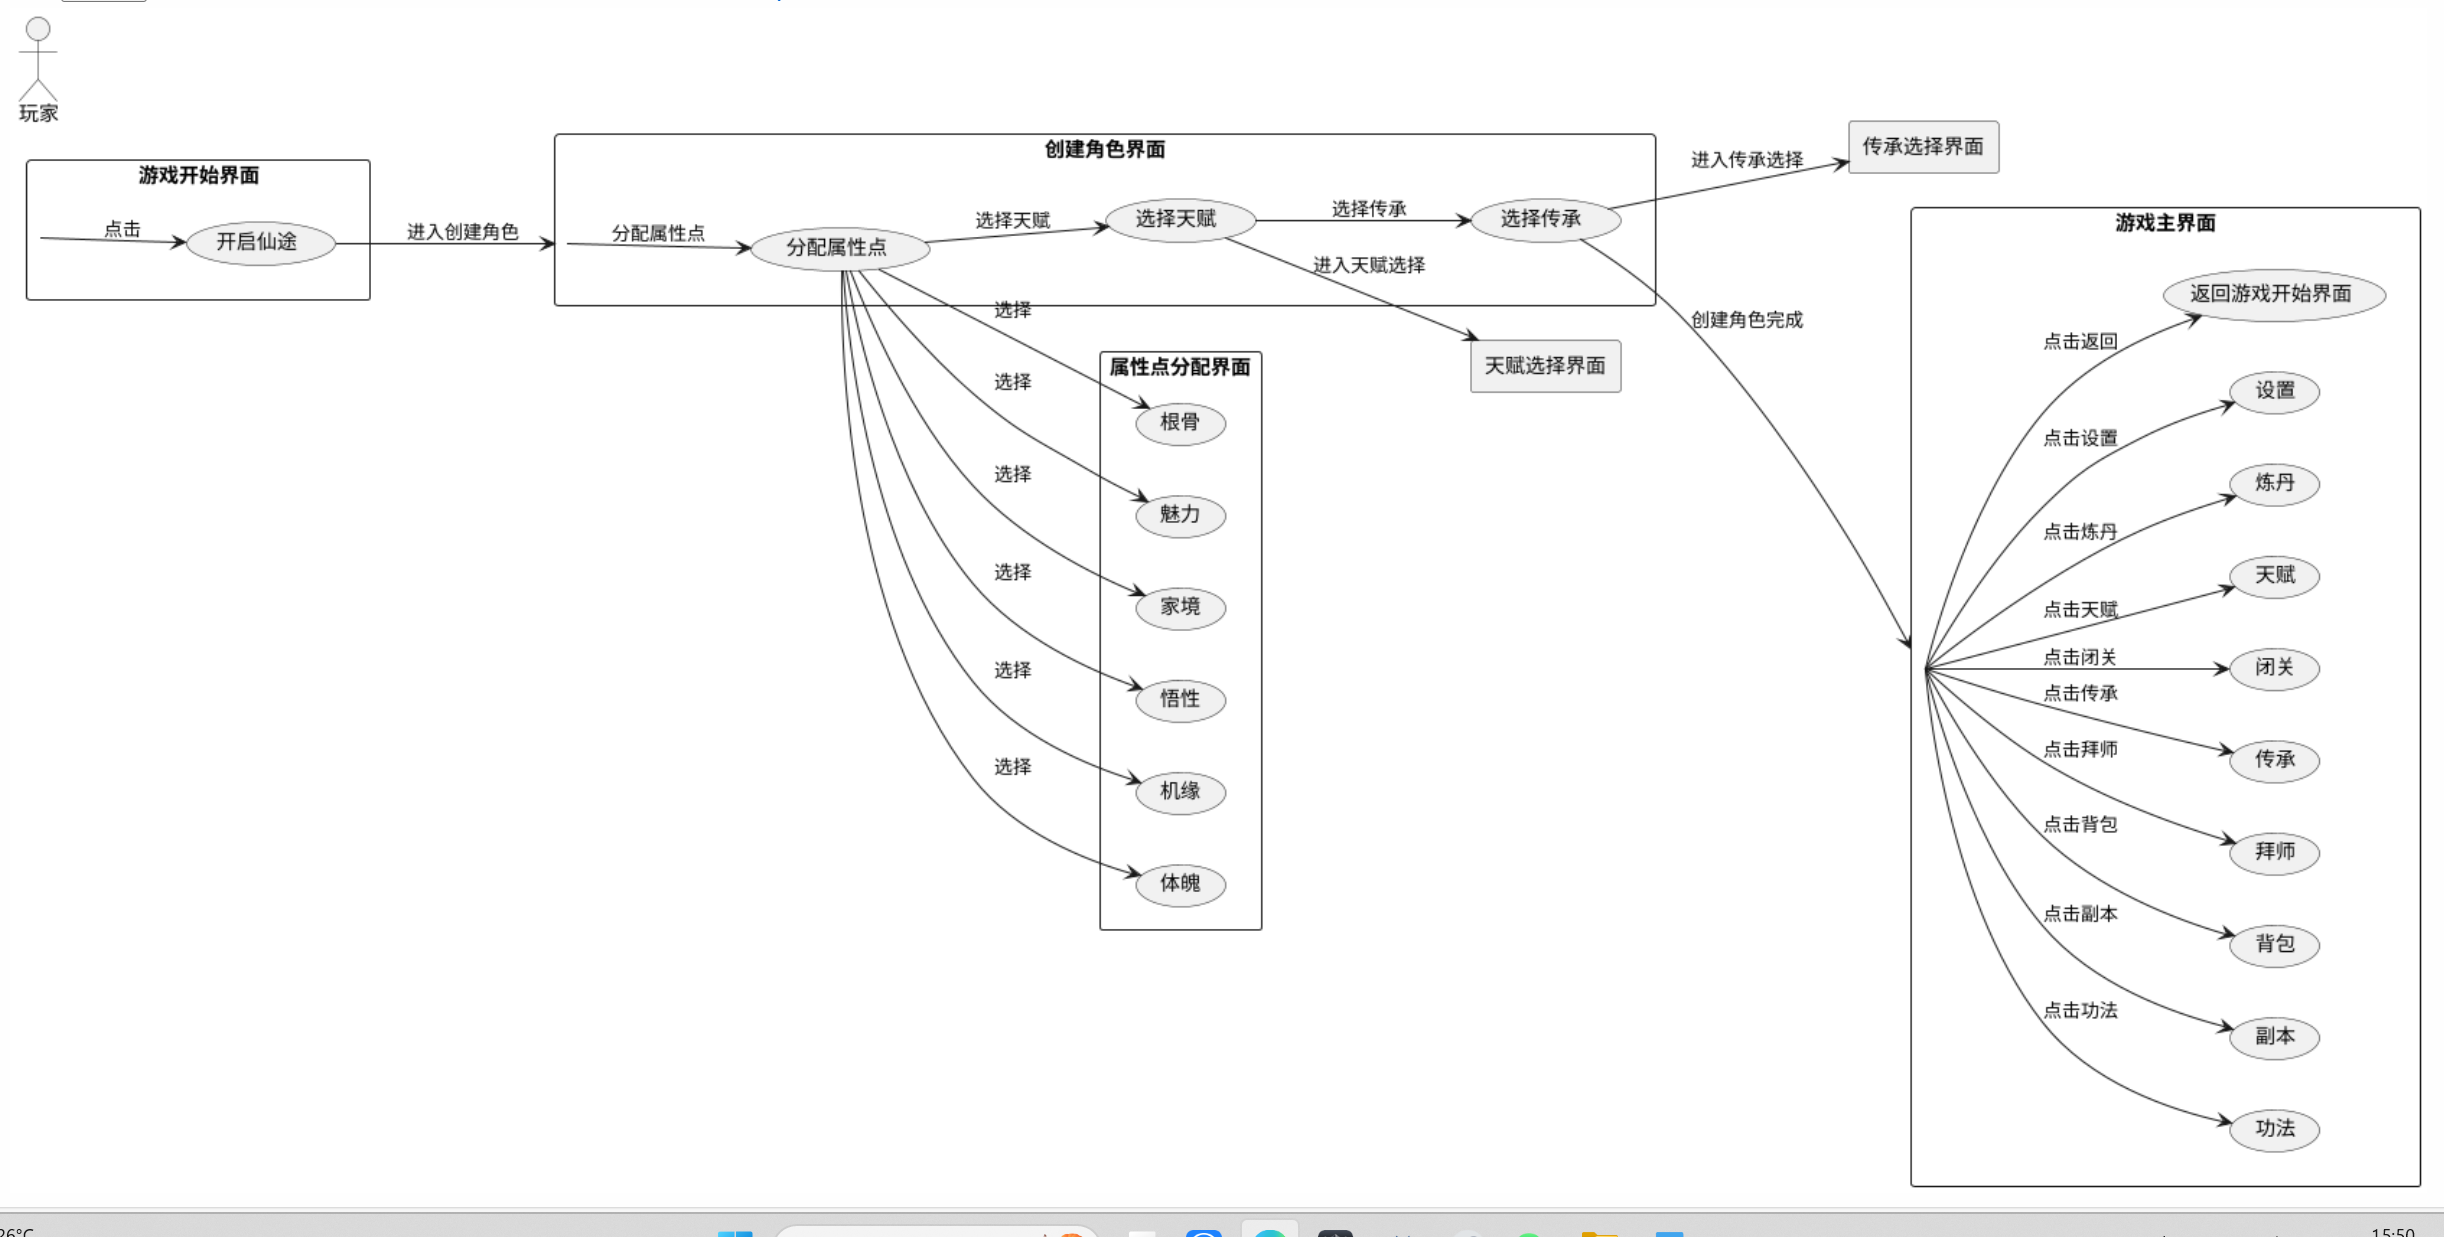 玩家
游戏开始界面
点击
开启仙途
进入创建角色
创建角色界面
分配属性点
分配属性点
选择天赋
选择天赋
选择传承
选择传承
进入传承选择
传承选择界面
进入天赋选择
天赋选择界面
创建角色完成
选择
选择
选择
选择
选择
选择
属性点分配界面
根骨
魅力
家境
悟性
机缘
体魄
游戏主界面
点击返回
返回游戏开始界面
点击设置
设置
点击炼丹
炼丹
点击天赋
天赋
点击闭关
闭关
点击传承
传承
点击拜师
拜师
点击背包
背包
点击副本
副本
点击功法
功法
26°C
15:50